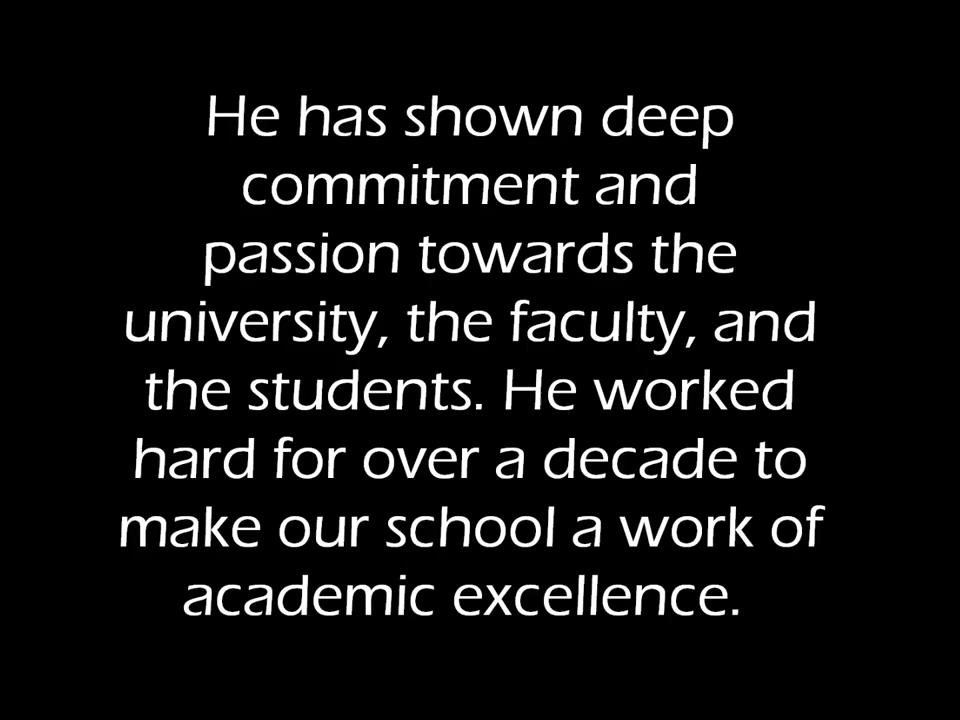 He has shown deep
commitment and
passion towards the
university, the faculty, and
the students. He worked
hard for over a decade to
make our school a work of
academic excellence.